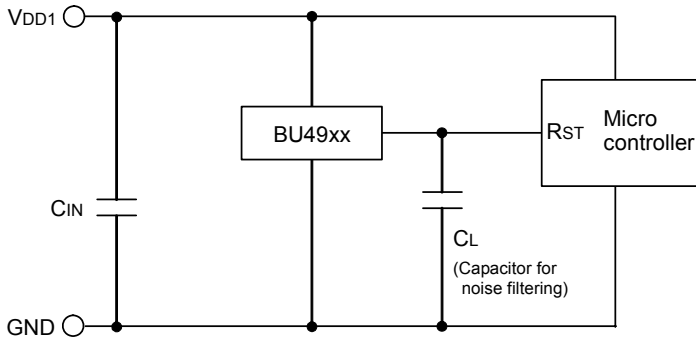 VDD1
BU49xx
RST
Micro
controller
CIN
CL
(Capacitor for
noise filtering)
GND